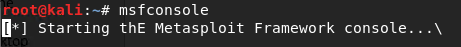 root@kali:~# msfconsole
[*] Starting thE Metasploit Framework console...\